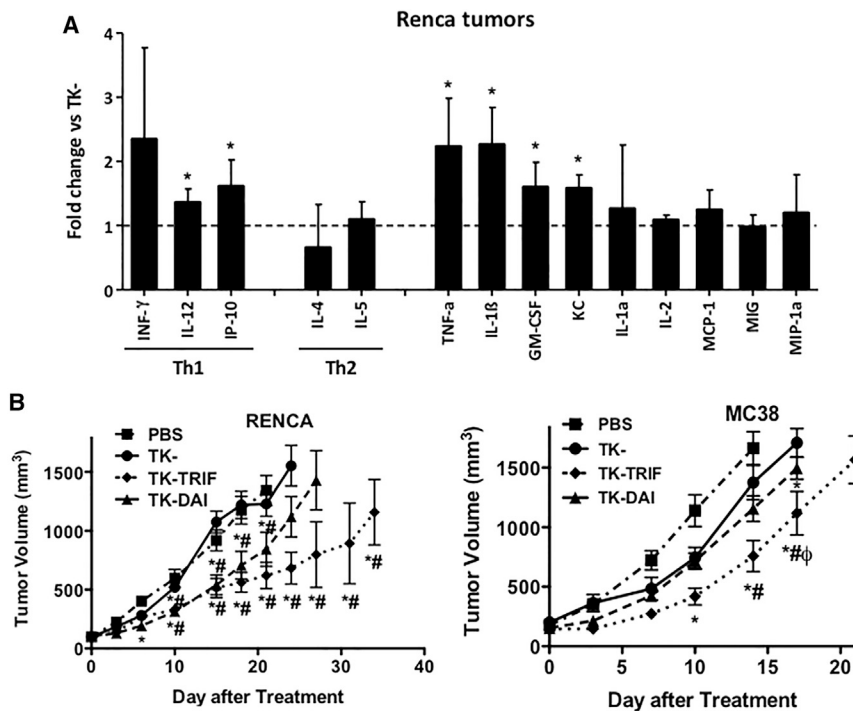 A
Renca tumors
Fold change vs TK-
4
3
2
1
0
INF-γ
IL-12
IP-10
IL-4
IL-5
TNF-a
IL-1ß
GM-CSF
KC
IL-1a
IL-2
MCP-1
MIG
MIP-1a
* * * * * *
Th1
Th2
B
RENCA
PBS
TK-
TK-TRIF
TK-DAI
Tumor Volume (mm³)
1500
1000
500
0
*#
*#
* *# *# *# *# *# *# *# *#
0 10 20 30 40
Day after Treatment
MC38
PBS
TK-
TK-TRIF
TK-DAI
Tumor Volume (mm³)
1500
1000
500
0
*
*#ϕ
*#
*
0 5 10 15 20
Day after Treatment